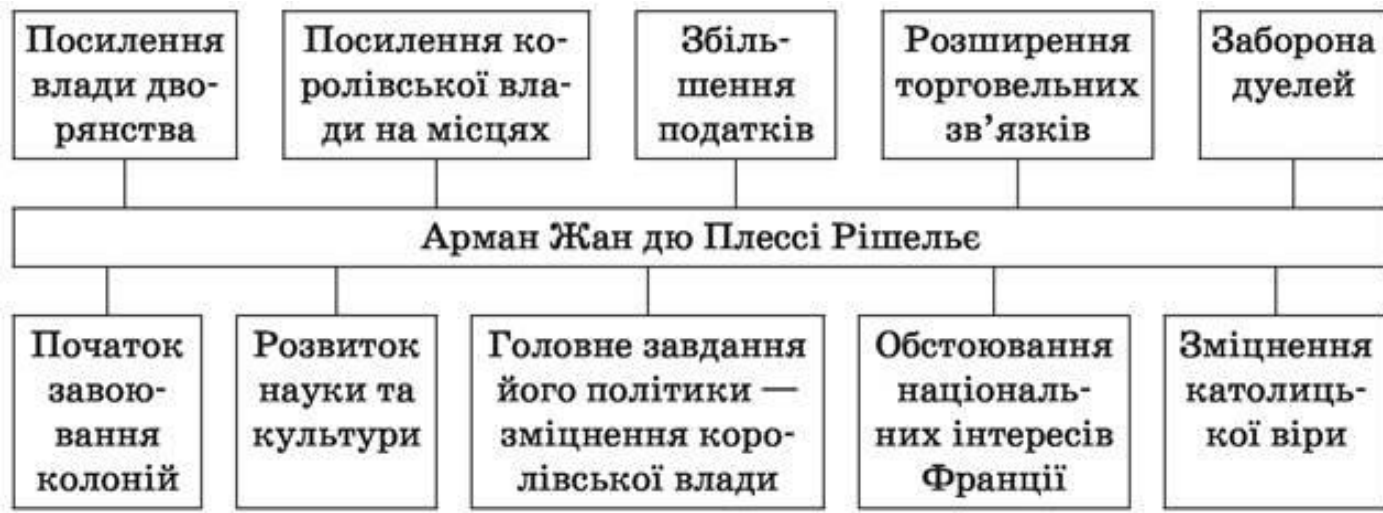 Посилення
влади дво-
рянства
Посилення ко-
ролівської вла-
ди на місцях
Збіль-
шення
податків
Розширення
торговельних
зв’язків
Заборона
дуелей
Арман Жан дю Плессі Рішельє
Початок
завою-
вання
колоній
Розвиток
науки та
культури
Головне завдання
його політики —
зміцнення коро-
лівської влади
Обстоювання
національ-
них інтересів
Франції
Зміцнення
католиць-
кої віри